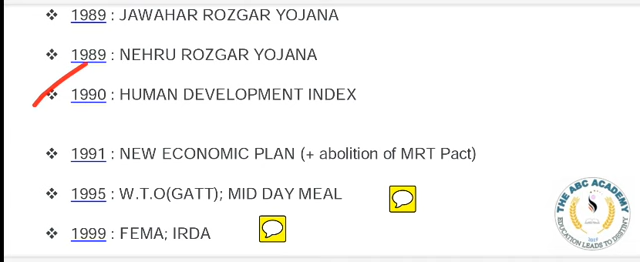 ❖ 1989 : JAWAHAR ROZGAR YOJANA
❖ 1989 : NEHRU ROZGAR YOJANA
❖ 1990 : HUMAN DEVELOPMENT INDEX
❖ 1991 : NEW ECONOMIC PLAN (+ abolition of MRT Pact)
❖ 1995 : W.T.O(GATT); MID DAY MEAL
❖ 1999 : FEMA; IRDA
THE ABC ACADEMY
EDUCATION LEADS TO DESTINY